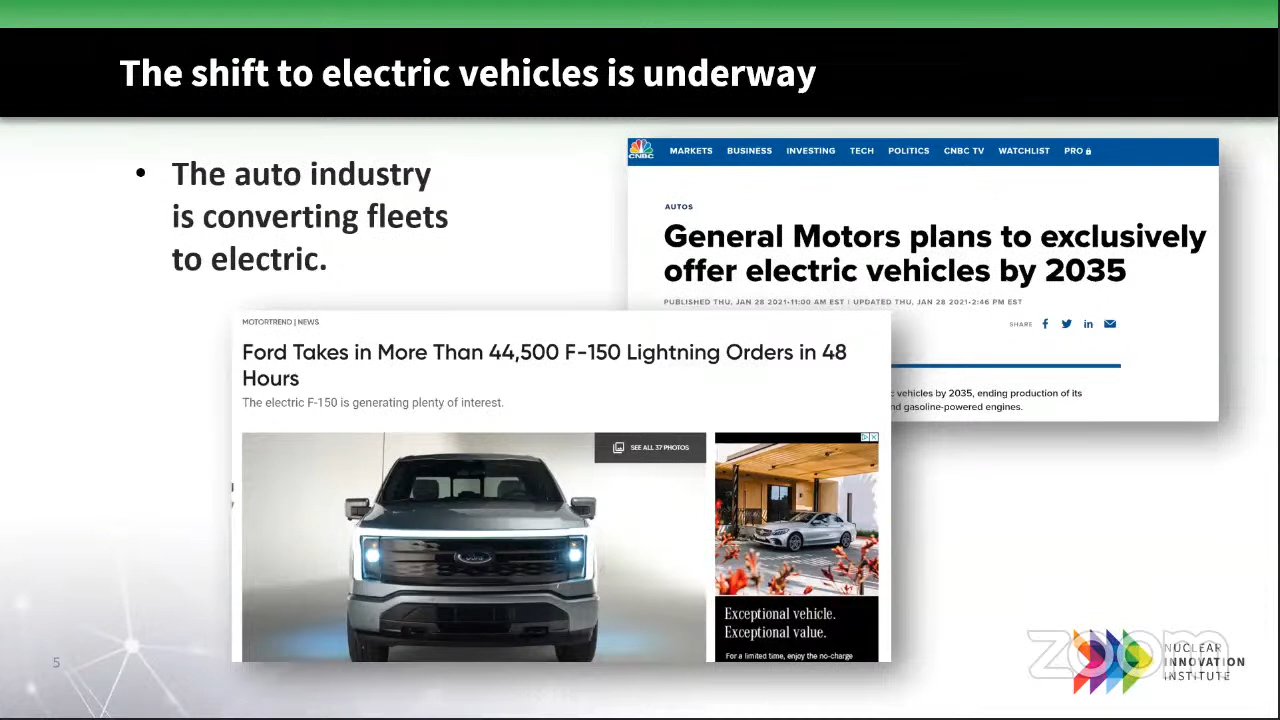 The shift to electric vehicles is underway
• The auto industry
is converting fleets
to electric.
CNBC
MARKETS BUSINESS INVESTING TECH POLITICS CNBC TV WATCHLIST PRO
AUTOS
General Motors plans to exclusively
offer electric vehicles by 2035
PUBLISHED THU, JAN 28 2021•11:00 AM EST | UPDATED THU, JAN 28 2021•2:46 PM EST
SHARE
vehicles by 2035, ending production of its
gasoline-powered engines.
MOTORTREND | NEWS
Ford Takes in More Than 44,500 F-150 Lightning Orders in 48
Hours
The electric F-150 is generating plenty of interest.
SEE ALL 37 PHOTOS
Ford
Exceptional vehicle.
Exceptional value.
For a limited time, enjoy the no-charge
5
zoom
NUCLEAR
INNOVATION
INSTITUTE